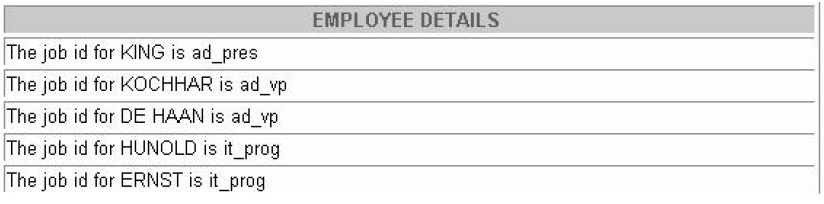 EMPLOYEE DETAILS
The job id for KING is ad_pres
The job id for KOCHHAR is ad_vp
The job id for DE HAAN is ad_vp
The job id for HUNOLD is it_prog
The job id for ERNST is it_prog